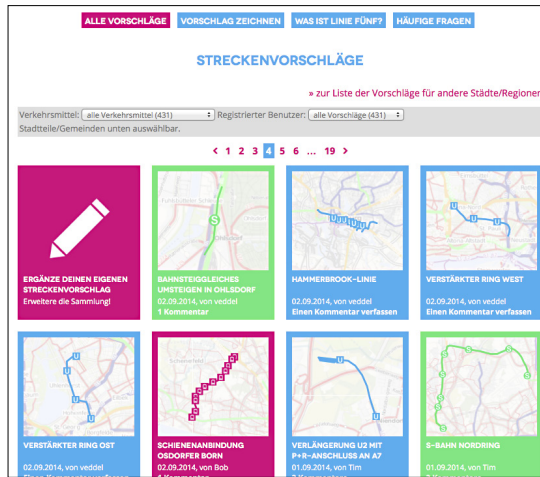 ALLE VORSCHLÄGE VORSCHLAG ZEICHNEN WAS IST LINIE FÜNF? HÄUFIGE FRAGEN
STRECKENVORSCHLÄGE
» zur Liste der Vorschläge für andere Städte/Regionen
Verkehrsmittel: alle Verkehrsmittel (431) Registrierter Benutzer: alle Vorschläge (431)
Stadtteile/Gemeinden unten auswählbar.
< 1 2 3 4 5 6 ... 19 >
ERGÄNZE DEINEN EIGENEN
STRECKENVORSCHLAG
Erweitere die Sammlung!
BAHNSTEIGGLEICHES
UMSTEIGEN IN OHLSDORF
02.09.2014, von veddel
1 Kommentar
HAMMERBROOK-LINIE
02.09.2014, von veddel
Einen Kommentar verfassen
VERSTÄRKTER RING WEST
02.09.2014, von veddel
Einen Kommentar verfassen
VERSTÄRKTER RING OST
02.09.2014, von veddel
Einen Kommentar verfassen
SCHIENENANBINDUNG
OSDORFER BORN
02.09.2014, von Bob
VERLÄNGERUNG U2 MIT
P+R-ANSCHLUSS AN A7
01.09.2014, von Tim
S-BAHN NORDRING
01.09.2014, von Tim